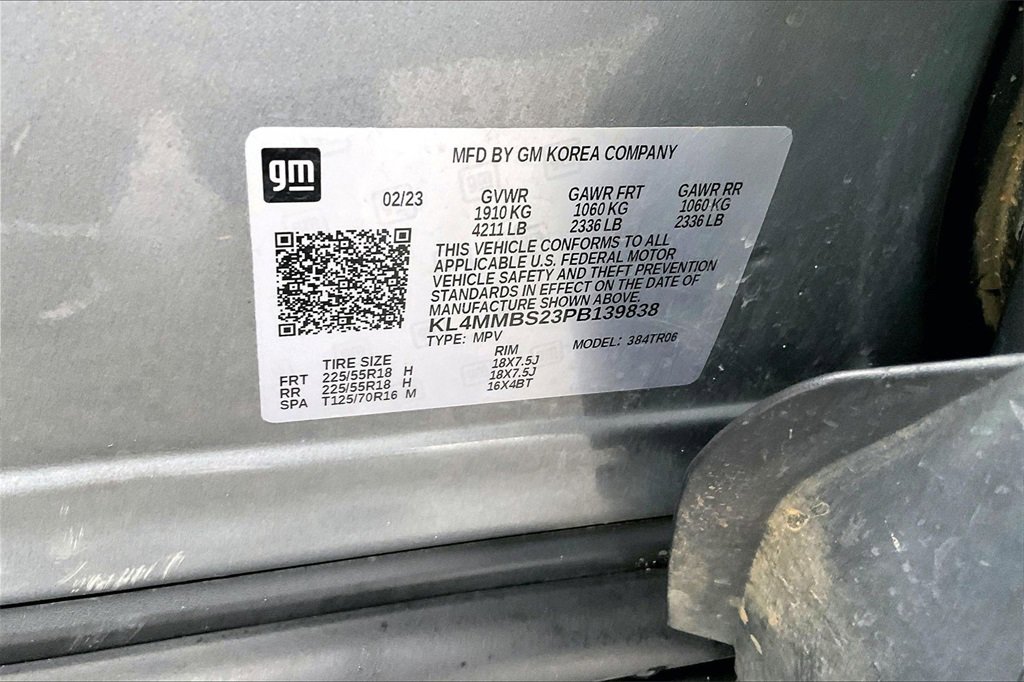 gm
MFD BY GM KOREA COMPANY
02/23 GVWR GAWR FRT GAWR RR
1910 KG 1060 KG 1060 KG
4211 LB 2336 LB 2336 LB
THIS VEHICLE CONFORMS TO ALL
APPLICABLE U.S. FEDERAL MOTOR
VEHICLE SAFETY AND THEFT PREVENTION
STANDARDS IN EFFECT ON THE DATE OF
MANUFACTURE SHOWN ABOVE.
KL4MMBS23PB139838
TYPE: MPV MODEL: 384TR06
TIRE SIZE RIM
FRT 225/55R18 H 18X7.5J
RR 225/55R18 H 18X7.5J
SPA T125/70R16 M 16X4BT